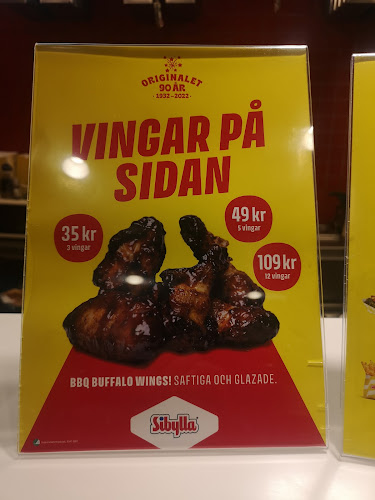 ORIGINALET
90 ÅR
· 1932-2022 ·
VINGAR PÅ
SIDAN
35 kr
3 vingar
49 kr
5 vingar
109 kr
12 vingar
BBQ BUFFALO WINGS! SAFTIGA OCH GLAZADE.
Sibylla